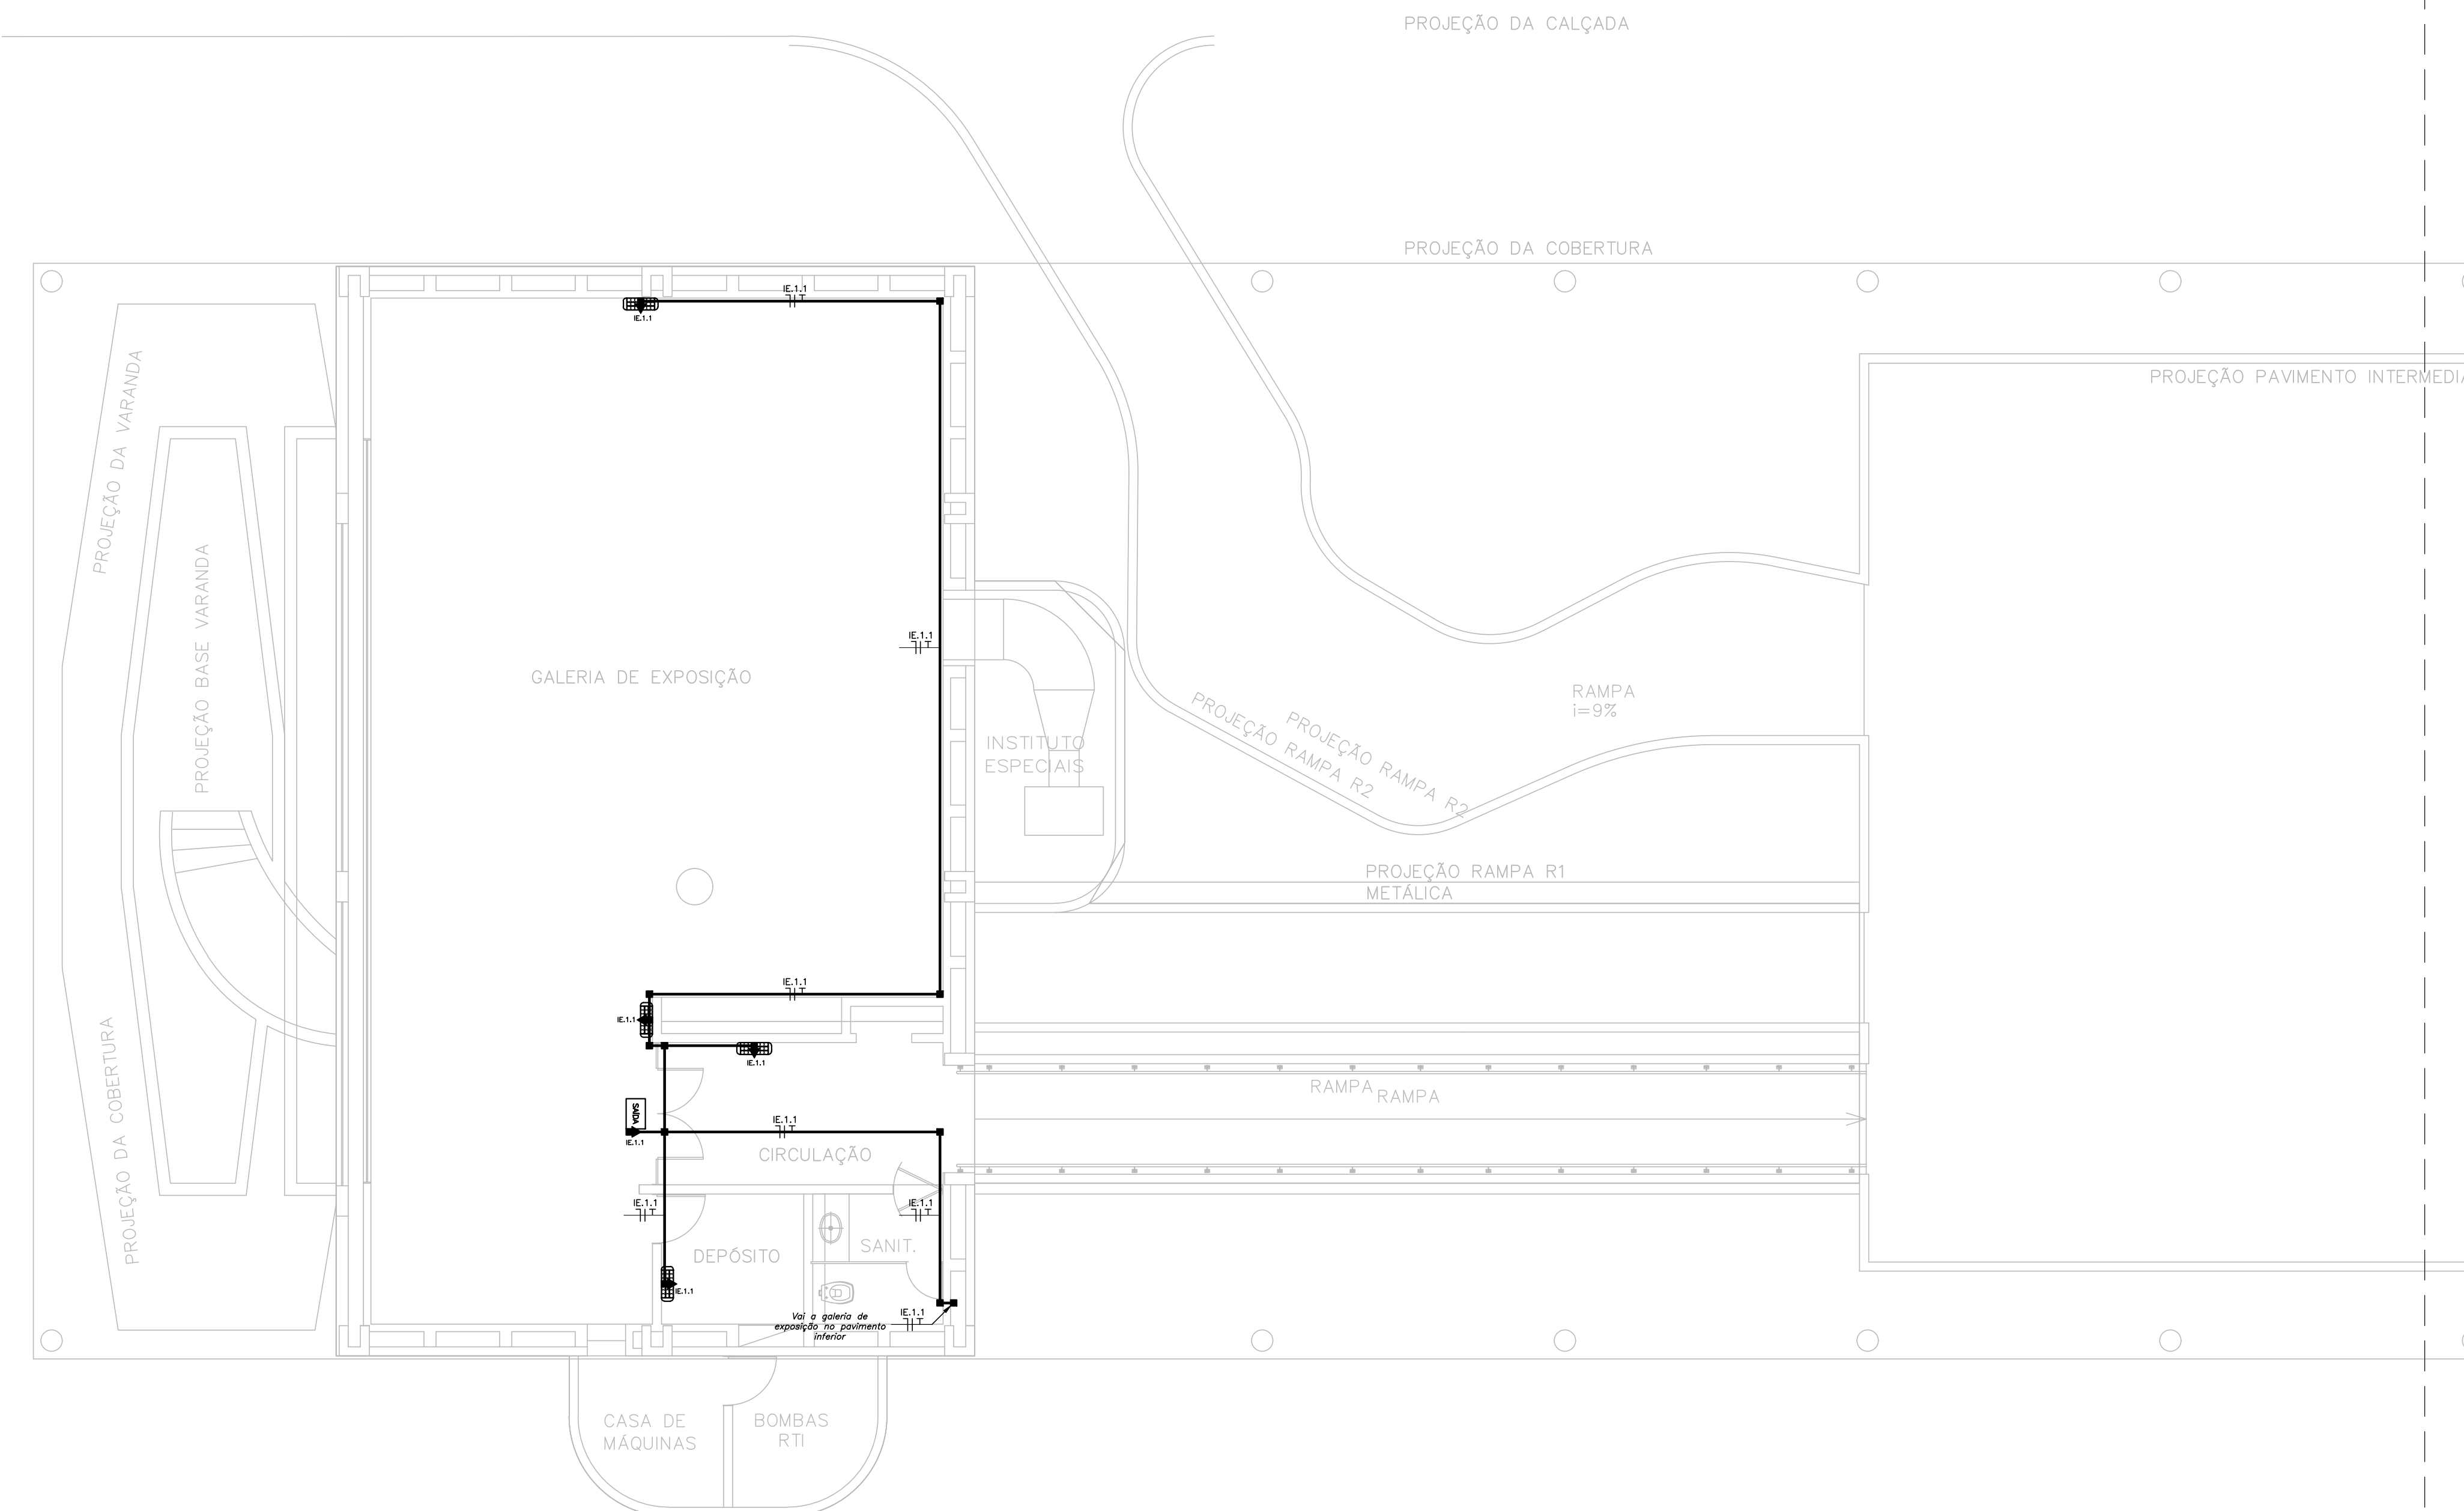 PROJEÇÃO DA CALÇADA
PROJEÇÃO DA COBERTURA
IE.1.1
IE.1.1
PROJEÇÃO PAVIMENTO INTERMEDI
PROJEÇÃO DA VARANDA
PROJEÇÃO BASE VARANDA
IE.1.1
GALERIA DE EXPOSIÇÃO
RAMPA
i=9%
PROJEÇÃO RAMPA R2
PROJEÇÃO RAMPA R2
INSTITUTO
ESPECIAIS
PROJEÇÃO RAMPA R1
METÁLICA
IE.1.1
IE.1.1
IE.1.1
PROJEÇÃO DA COBERTURA
RAMPA
RAMPA
SAÍDA
IE.1.1
IE.1.1
CIRCULAÇÃO
IE.1.1
IE.1.1
DEPÓSITO
SANIT.
IE.1.1
IE.1.1
Vai a galeria de
exposição no pavimento
inferior
CASA DE
MÁQUINAS
BOMBAS
RTI